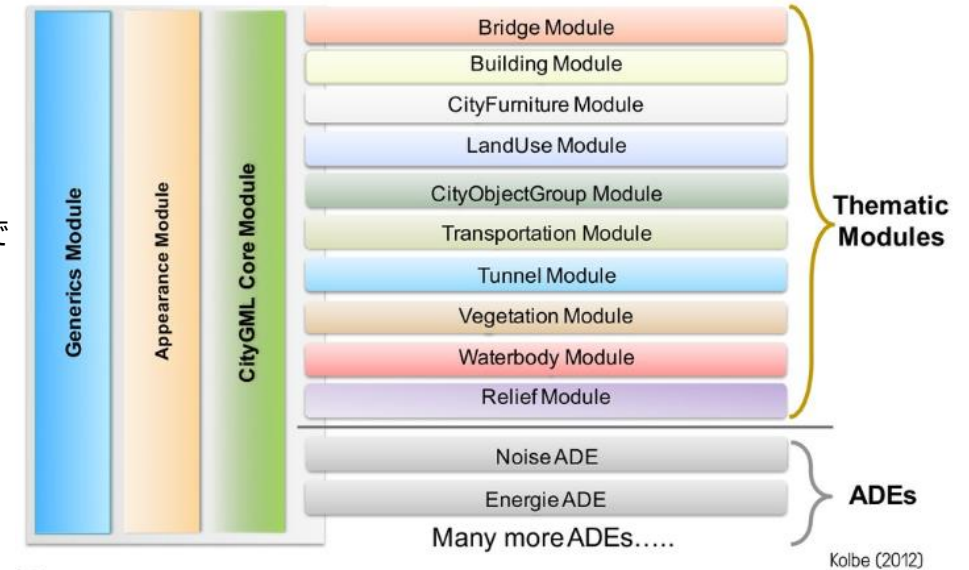 Generics Module
Appearance Module
CityGML Core Module
Bridge Module
Building Module
CityFurniture Module
LandUse Module
CityObjectGroup Module
Transportation Module
Tunnel Module
Vegetation Module
Waterbody Module
Relief Module
Thematic
Modules
Noise ADE
Energie ADE
Many more ADEs.....
ADEs
Kolbe (2012)